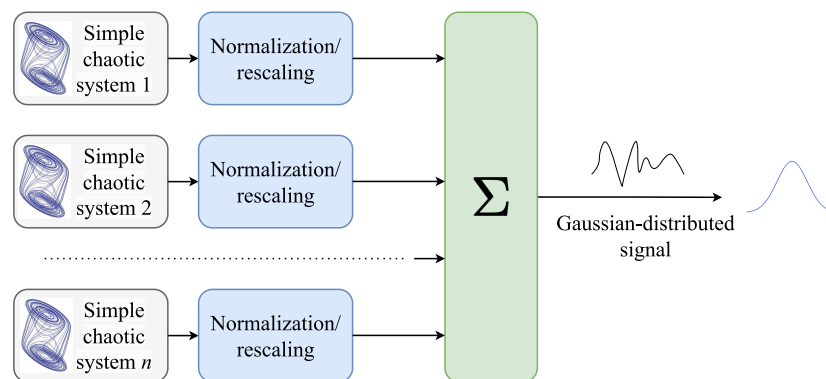 Simple
chaotic
system 1
Normalization/
rescaling
Simple
chaotic
system 2
Normalization/
rescaling
Simple
chaotic
system n
Normalization/
rescaling
Σ
Gaussian-distributed
signal